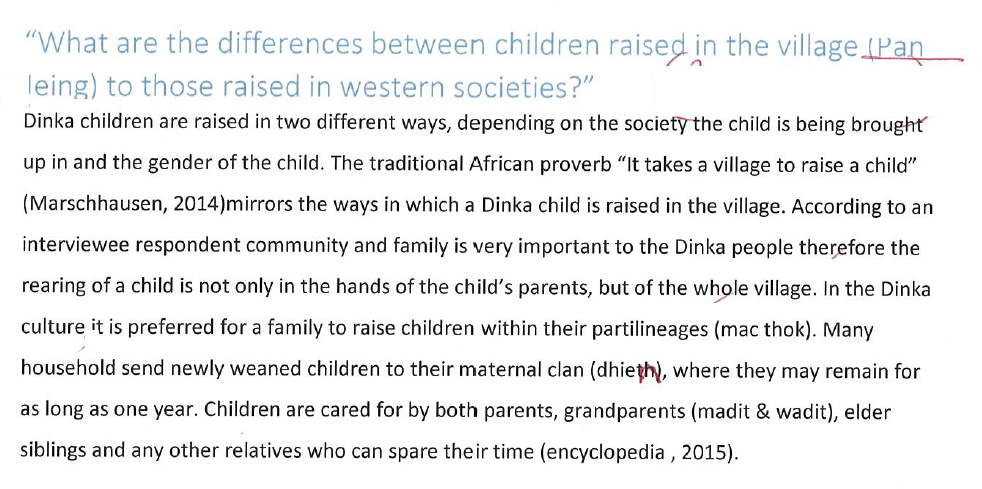 “What are the differences between children raised in the village (Pan
leing) to those raised in western societies?”
Dinka children are raised in two different ways, depending on the society the child is being brought
up in and the gender of the child. The traditional African proverb “It takes a village to raise a child”
(Marschhausen, 2014)mirrors the ways in which a Dinka child is raised in the village. According to an
interviewee respondent community and family is very important to the Dinka people therefore the
rearing of a child is not only in the hands of the child’s parents, but of the whole village. In the Dinka
culture it is preferred for a family to raise children within their partilineages (mac thok). Many
household send newly weaned children to their maternal clan (dhieth), where they may remain for
as long as one year. Children are cared for by both parents, grandparents (madit & wadit), elder
siblings and any other relatives who can spare their time (encyclopedia , 2015).